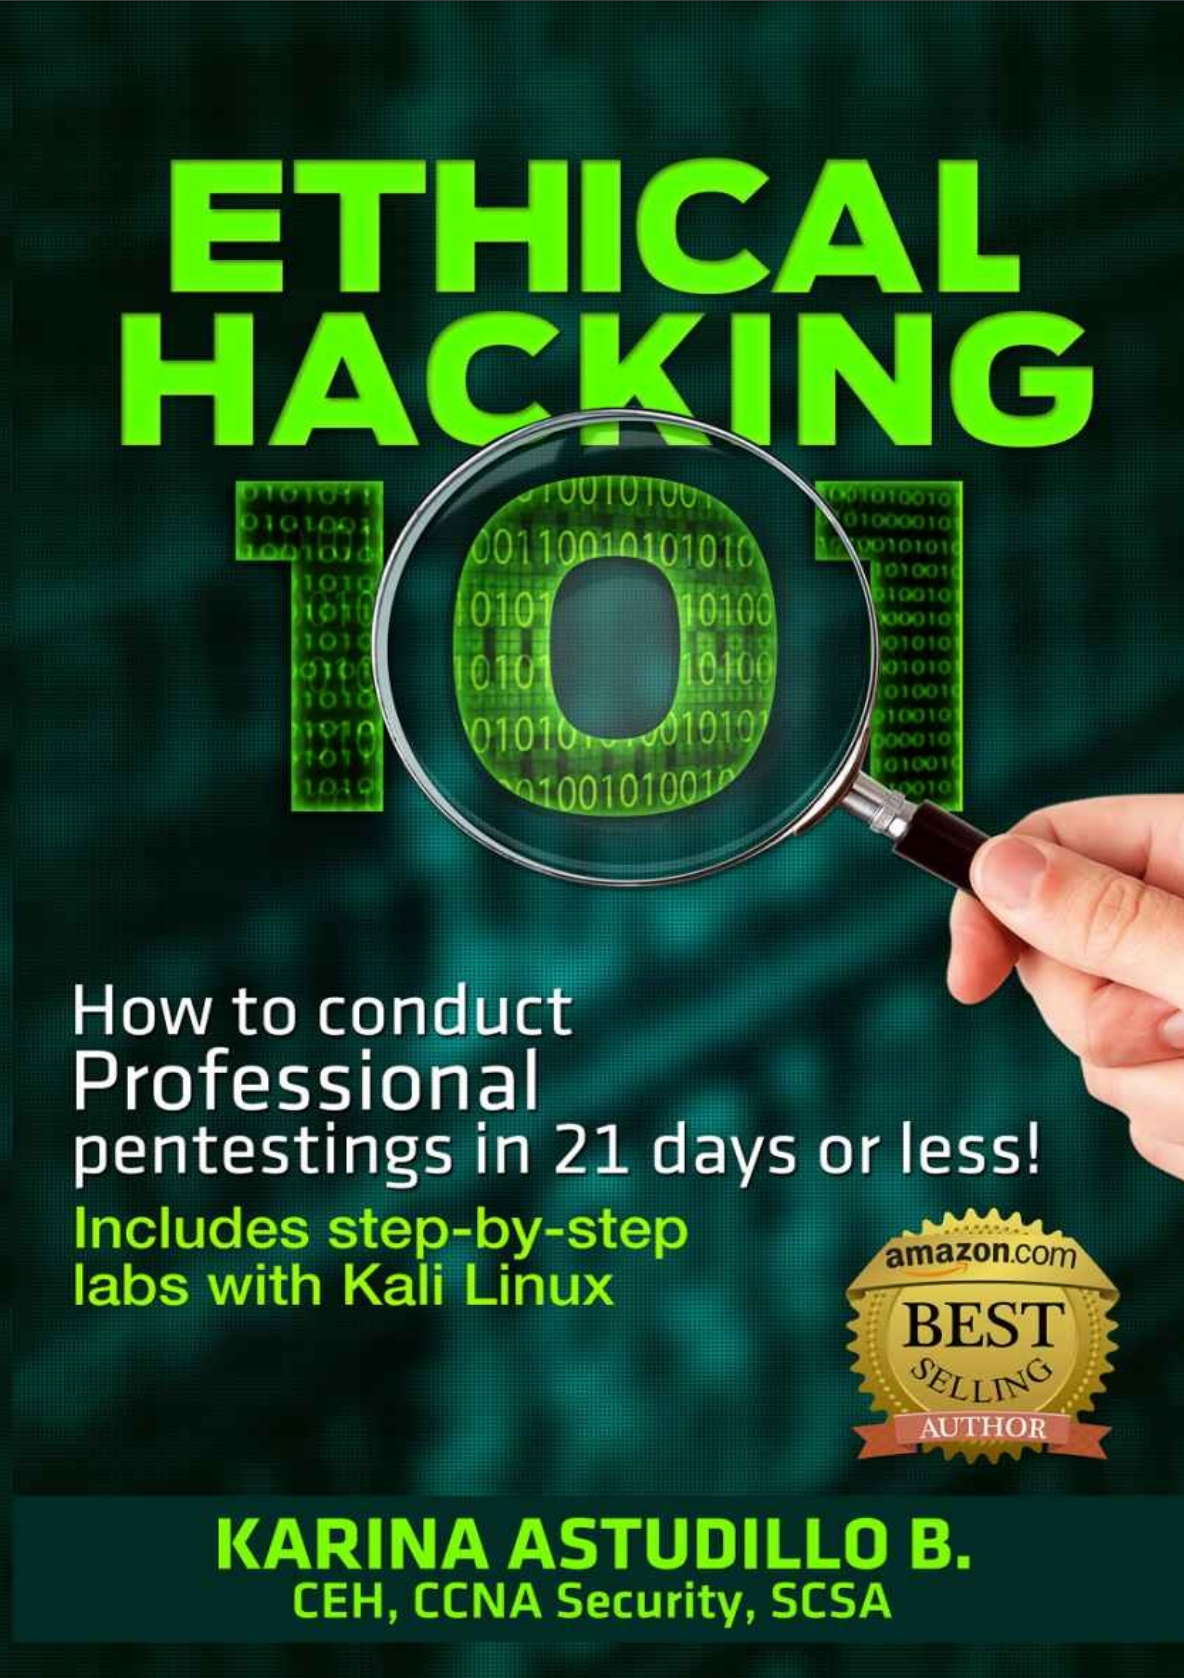 ETHICAL
HACKING
101
How to conduct
Professional
pentestings in 21 days or less!
Includes step-by-step
labs with Kali Linux
amazon.com
BEST
SELLING
AUTHOR
KARINA ASTUDILLO B.
CEH, CCNA Security, SCSA